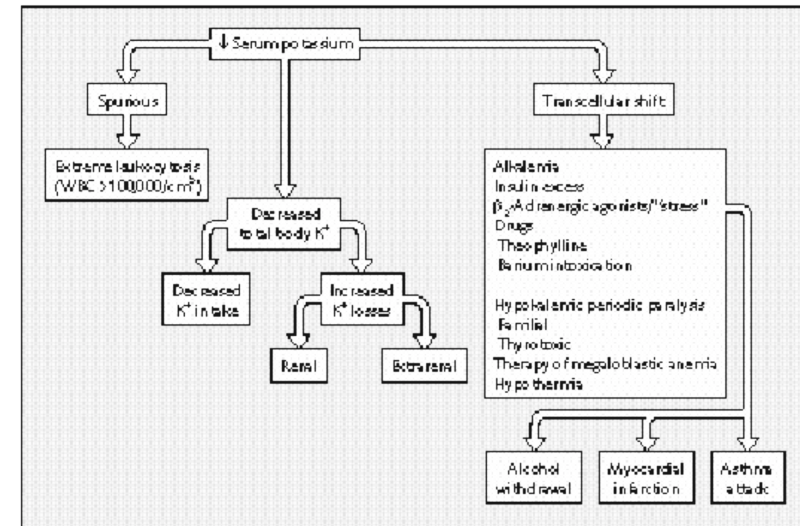 ↓ Serum potassium
Spurious
Transcellular shift
Extreme leukocytosis
(WBC >100,000/cm³)
Alkalemia
Insulin excess
β₂-Adrenergic agonists/"stress"
Drugs
Theophylline
Barium intoxication
Hypokalemic periodic paralysis
Familial
Thyrotoxic
Therapy of megaloblastic anemia
Hypothermia
Decreased
total body K⁺
Decreased
K⁺ intake
Increased
K⁺ losses
Renal
Extrarenal
Alcohol
withdrawal
Myocardial
infarction
Asthma
attack